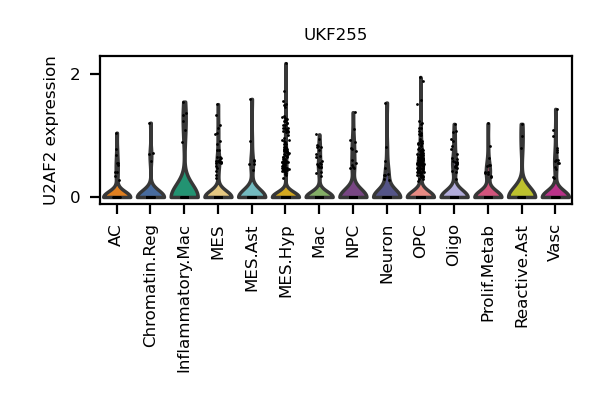 UKF255
U2AF2 expression
2
0
AC
Chromatin.Reg
Inflammatory.Mac
MES
MES.Ast
MES.Hyp
Mac
NPC
Neuron
OPC
Oligo
Prolif.Metab
Reactive.Ast
Vasc